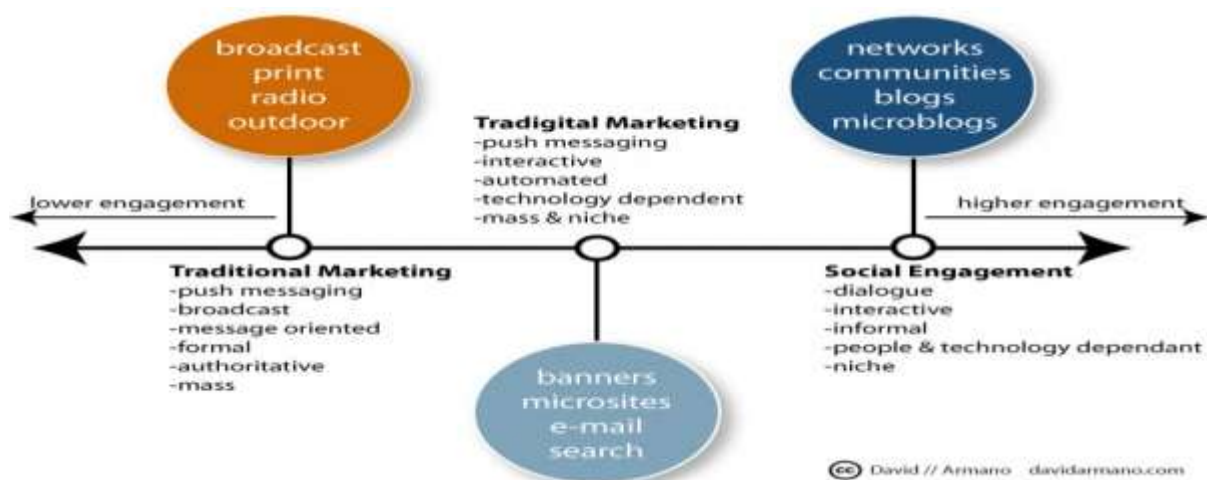 broadcast
print
radio
outdoor
networks
communities
blogs
microblogs
Tradigital Marketing
-push messaging
-interactive
-automated
-technology dependent
-mass & niche
lower engagement
higher engagement
Traditional Marketing
-push messaging
-broadcast
-message oriented
-formal
-authoritative
-mass
Social Engagement
-dialogue
-interactive
-informal
-people & technology dependant
-niche
banners
microsites
e-mail
search
cc David // Armano davidarmano.com